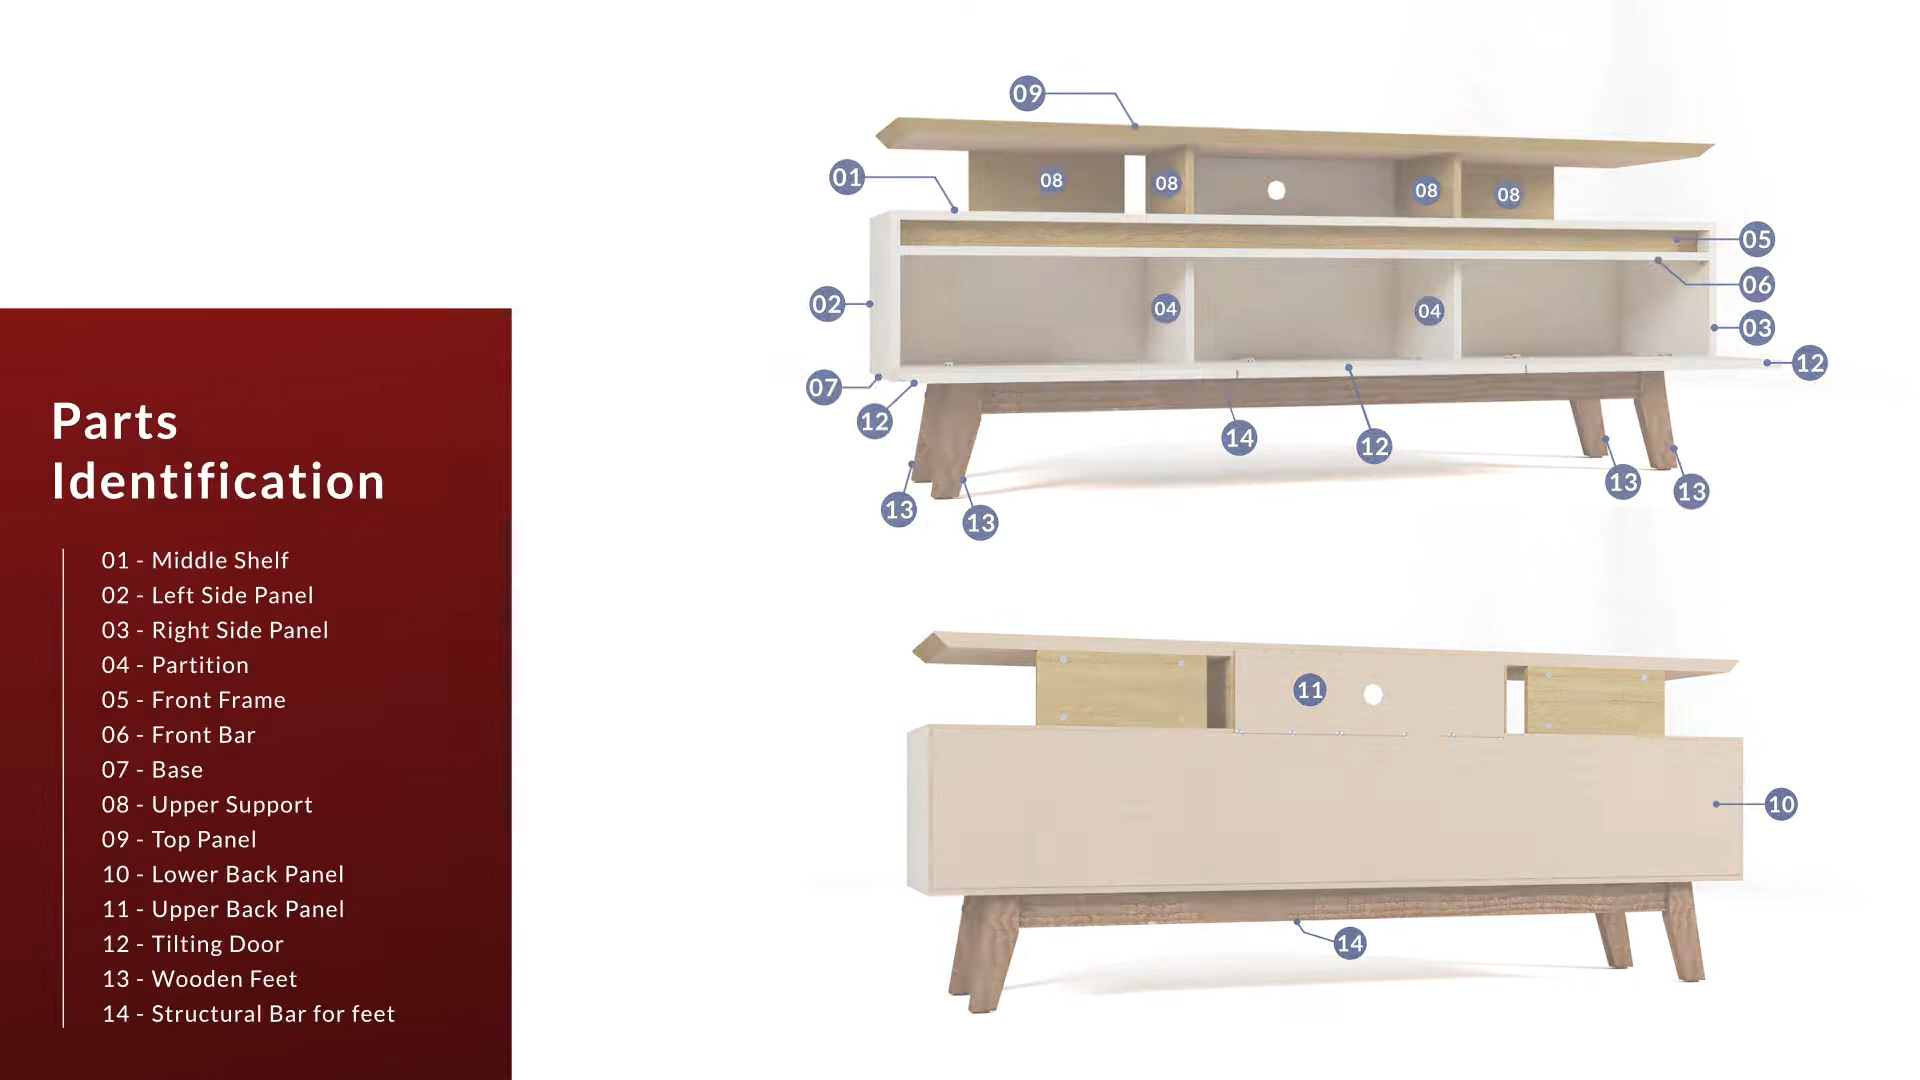 Parts
Identification
01 - Middle Shelf
02 - Left Side Panel
03 - Right Side Panel
04 - Partition
05 - Front Frame
06 - Front Bar
07 - Base
08 - Upper Support
09 - Top Panel
10 - Lower Back Panel
11 - Upper Back Panel
12 - Tilting Door
13 - Wooden Feet
14 - Structural Bar for feet
09
01
08
08
08
08
05
06
02
04
04
03
12
07
12
14
12
13
13
13
13
11
10
14